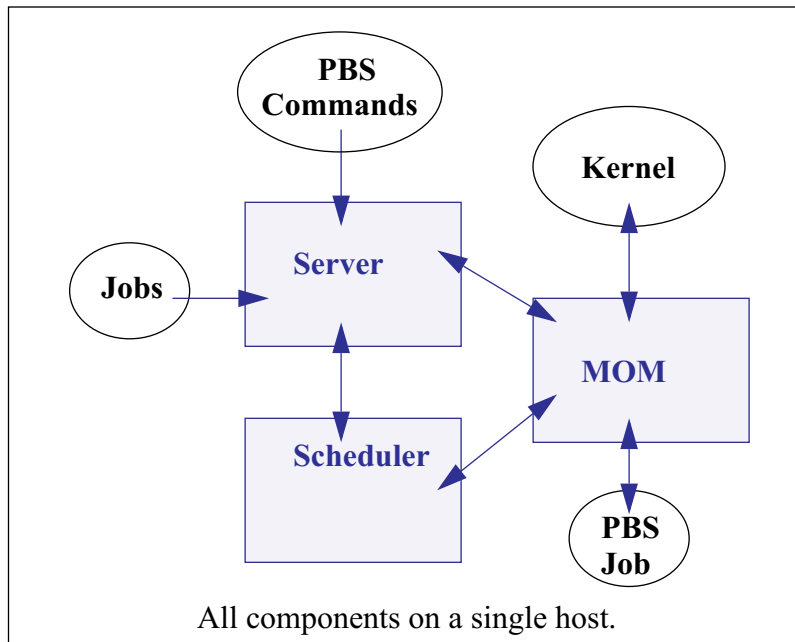 PBS
Commands
Kernel
Server
Jobs
MOM
Scheduler
PBS
Job
All components on a single host.